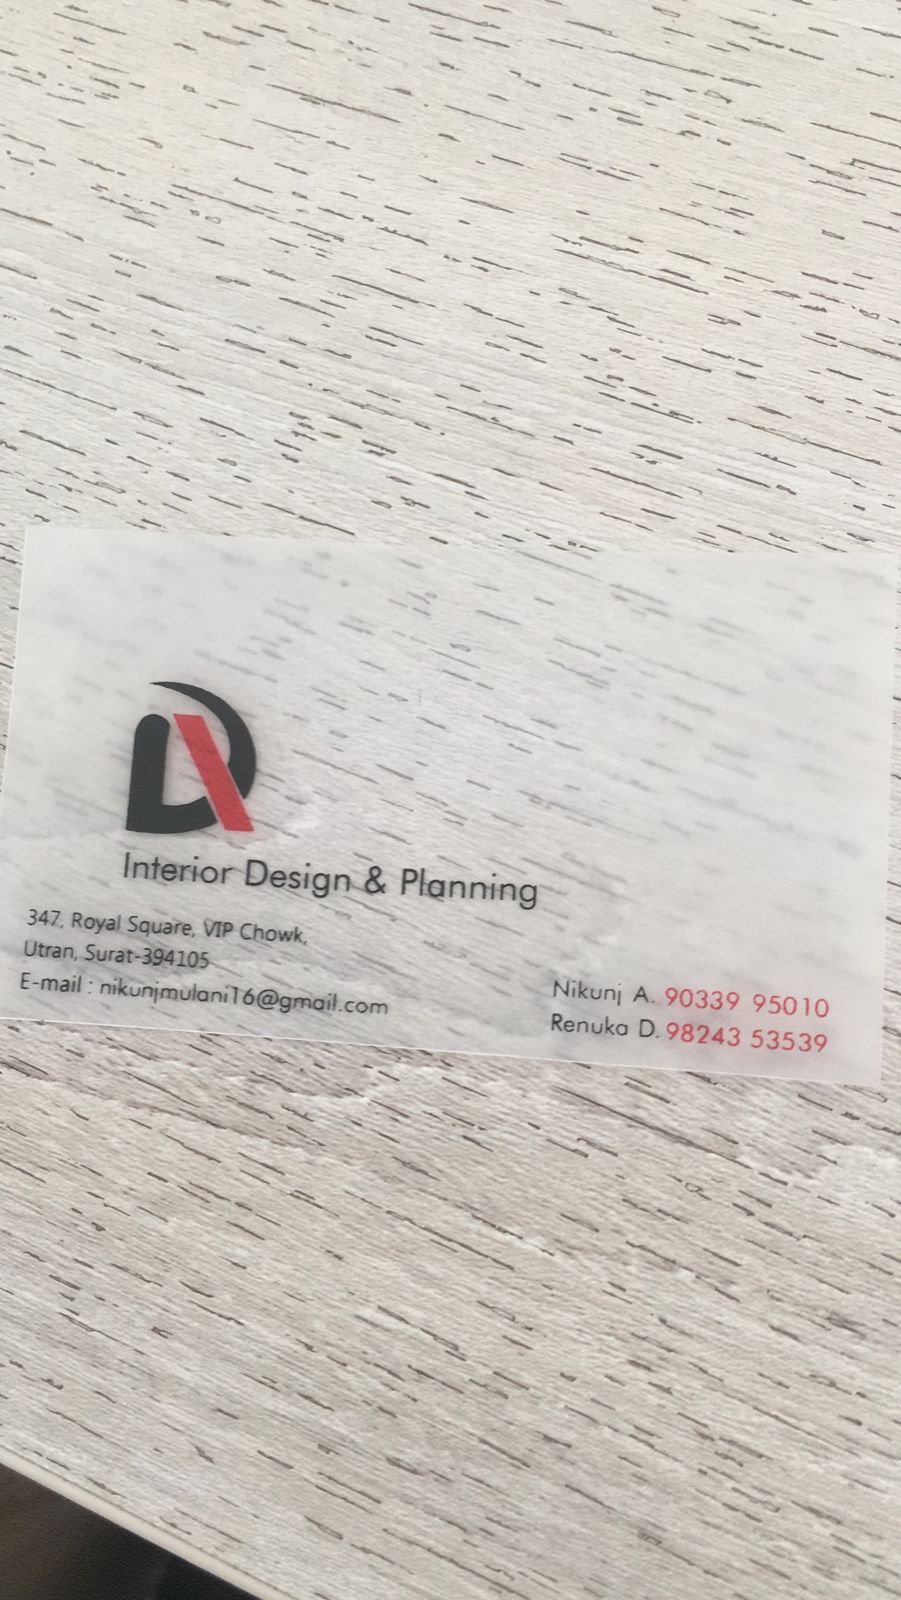 Interior Design & Planning
347, Royal Square, VIP Chowk,
Utran, Surat-394105
E-mail : nikunjmulani16@gmail.com
Nikunj A. 90339 95010
Renuka D. 98243 53539